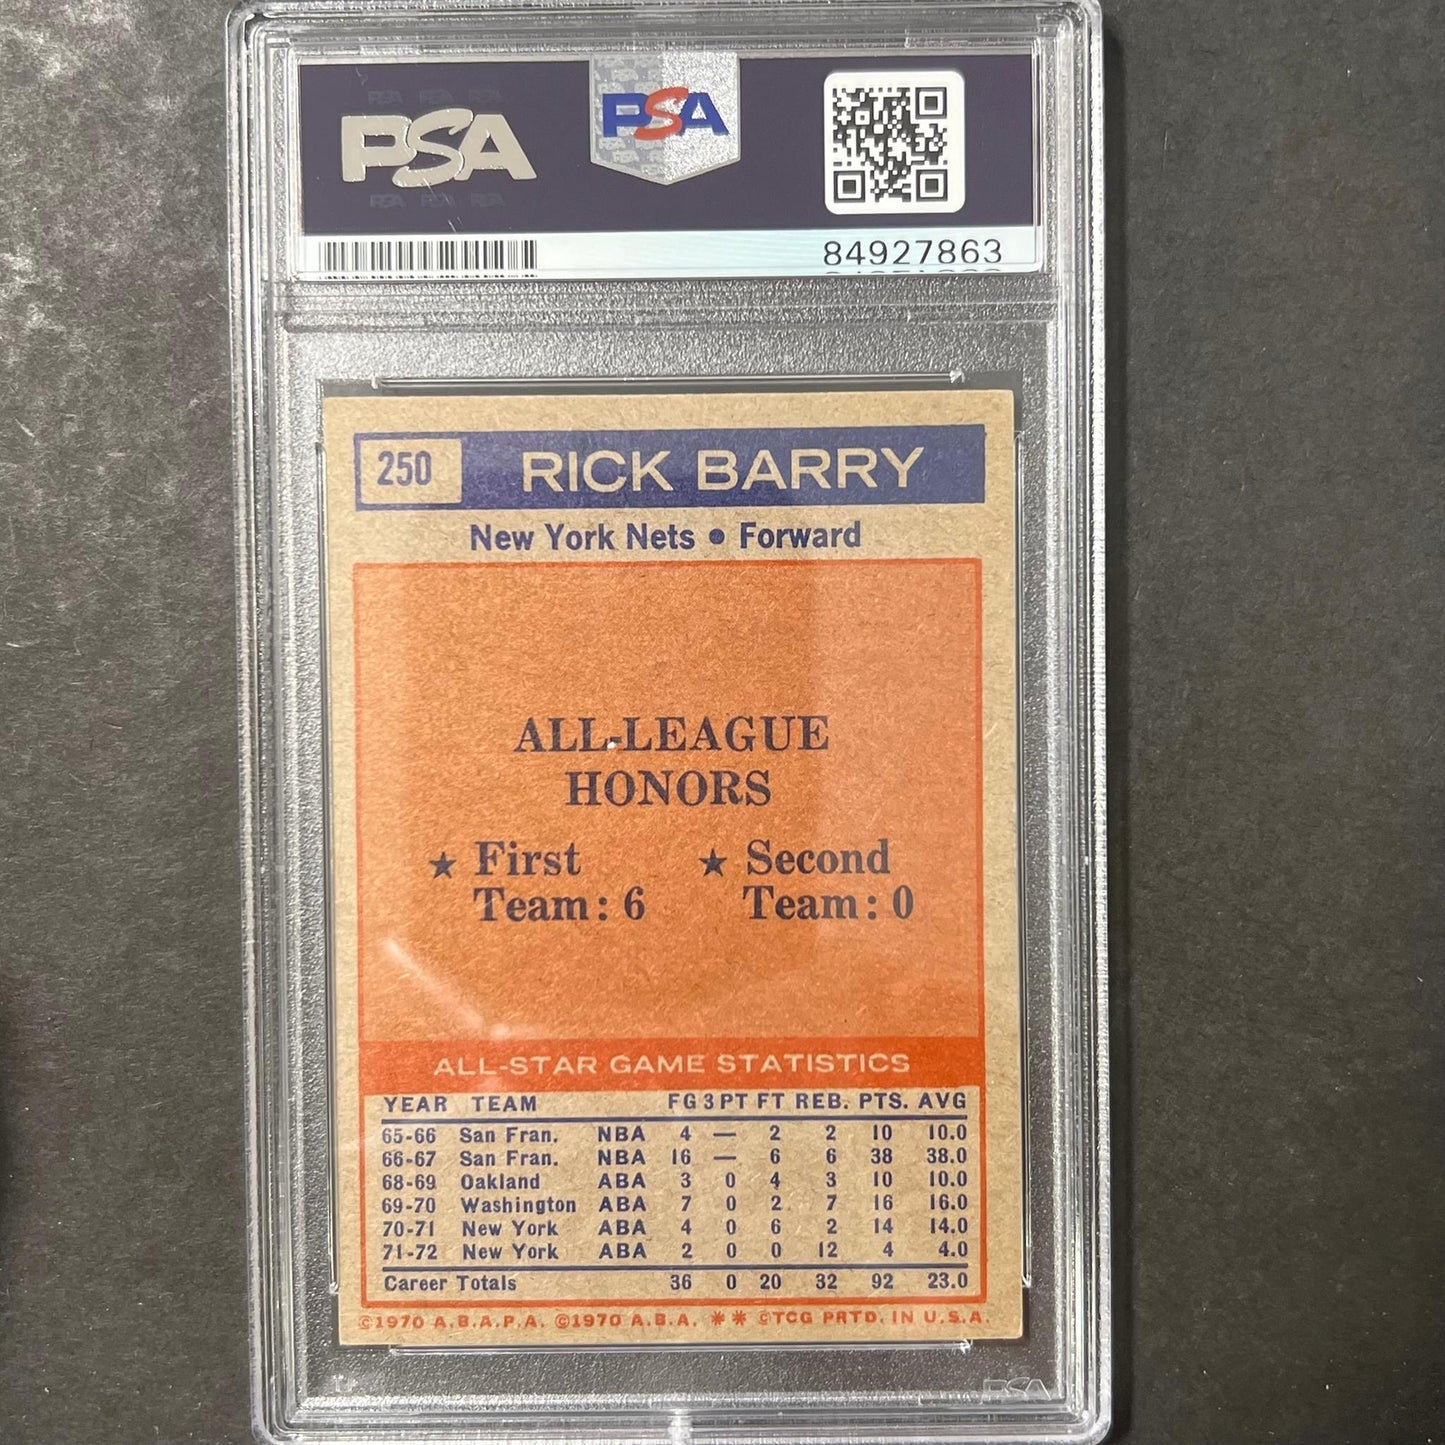 PSA
PSA
84927863
250 RICK BARRY
New York Nets • Forward
ALL-LEAGUE
HONORS
★ First ★ Second
Team: 6 Team: 0
ALL-STAR GAME STATISTICS
YEAR TEAM FG 3 PT FT REB. PTS. AVG
65-66 San Fran. NBA 4 — 2 2 10 10.0
66-67 San Fran. NBA 16 — 6 6 38 38.0
68-69 Oakland ABA 3 0 4 3 10 10.0
69-70 Washington ABA 7 0 2 7 16 16.0
70-71 New York ABA 4 0 6 2 14 14.0
71-72 New York ABA 2 0 0 12 4 4.0
Career Totals 36 0 20 32 92 23.0
©1970 A.B.A.P.A. ©1970 A.B.A. ** ©TCG PRTD. IN U.S.A.
PSA